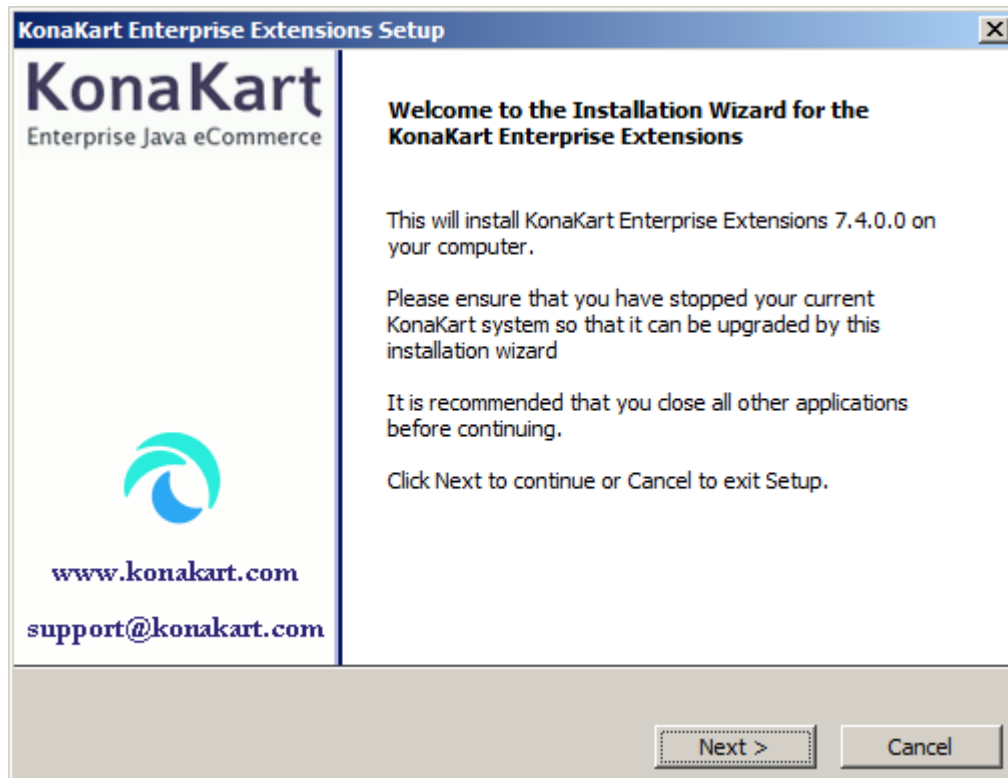 KonaKart Enterprise Extensions Setup
KonaKart
Enterprise Java eCommerce
Welcome to the Installation Wizard for the
KonaKart Enterprise Extensions
This will install KonaKart Enterprise Extensions 7.4.0.0 on
your computer.
Please ensure that you have stopped your current
KonaKart system so that it can be upgraded by this
installation wizard
It is recommended that you close all other applications
before continuing.
Click Next to continue or Cancel to exit Setup.
www.konakart.com
support@konakart.com
Next >
Cancel